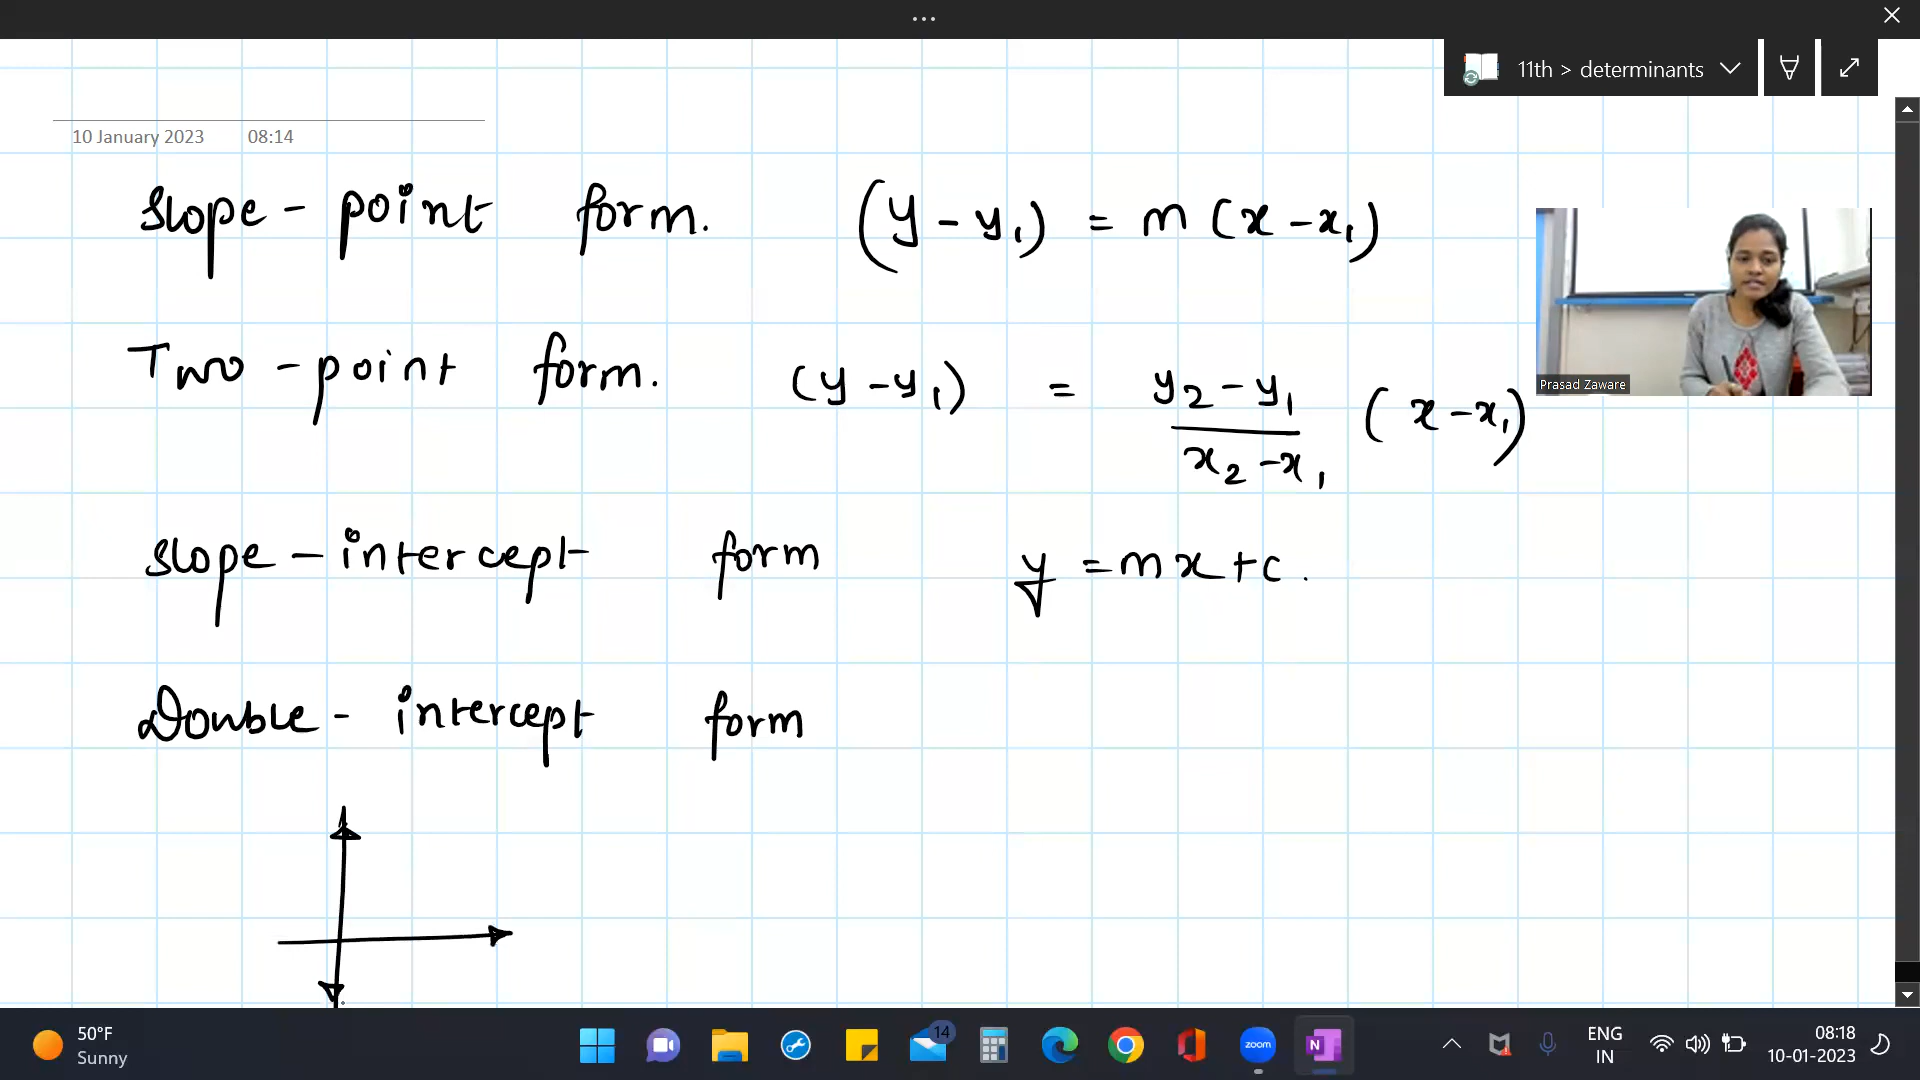 ...
11th > determinants
10 January 2023 08:14
slope - point form. (y - y₁) = m (x - x₁)
Two - point form. (y - y₁) = y₂ - y₁ / x₂ - x₁ (x - x₁)
Prasad Zaware
slope - intercept form y = mx + c.
Double - intercept form
50°F
Sunny
14
zoom
N
ENG
IN
08:18
10-01-2023